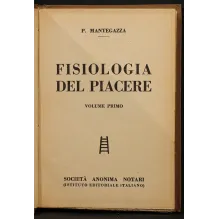 P. MANTEGAZZA
FISIOLOGIA
DEL PIACERE
VOLUME PRIMO
SOCIETÀ ANONIMA NOTARI
(ISTITUTO EDITORIALE ITALIANO)